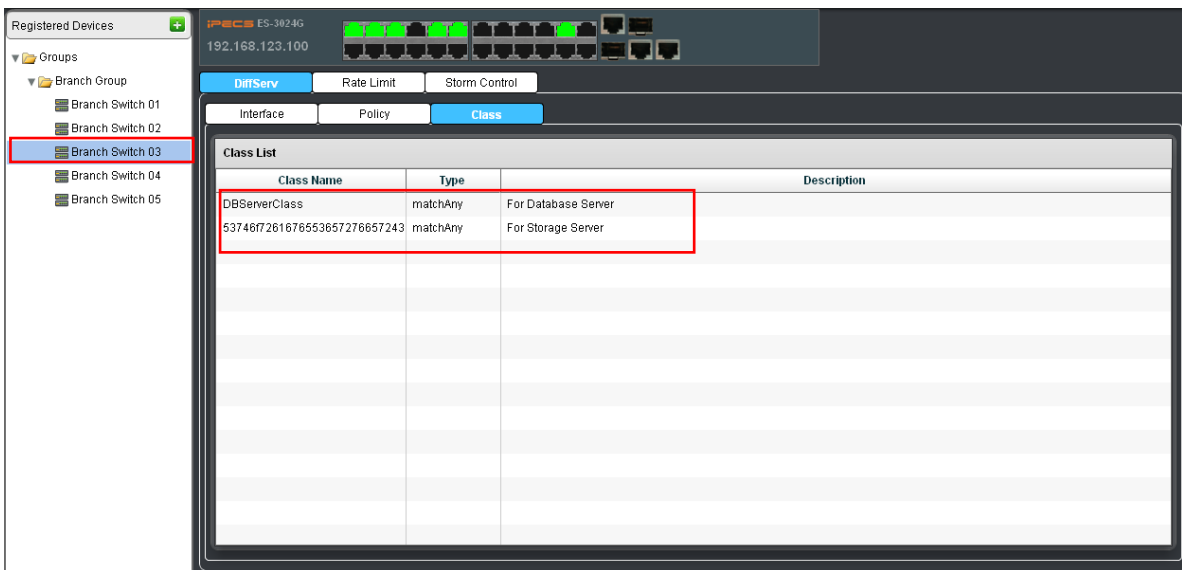 Registered Devices
iPECS ES-3024G
192.168.123.100
Groups
Branch Group
Branch Switch 01
Branch Switch 02
Branch Switch 03
Branch Switch 04
Branch Switch 05
DiffServ Rate Limit Storm Control
Interface Policy Class
Class List
Class Name Type Description
DBServerClass matchAny For Database Server
53746f7261676553657276657243 matchAny For Storage Server